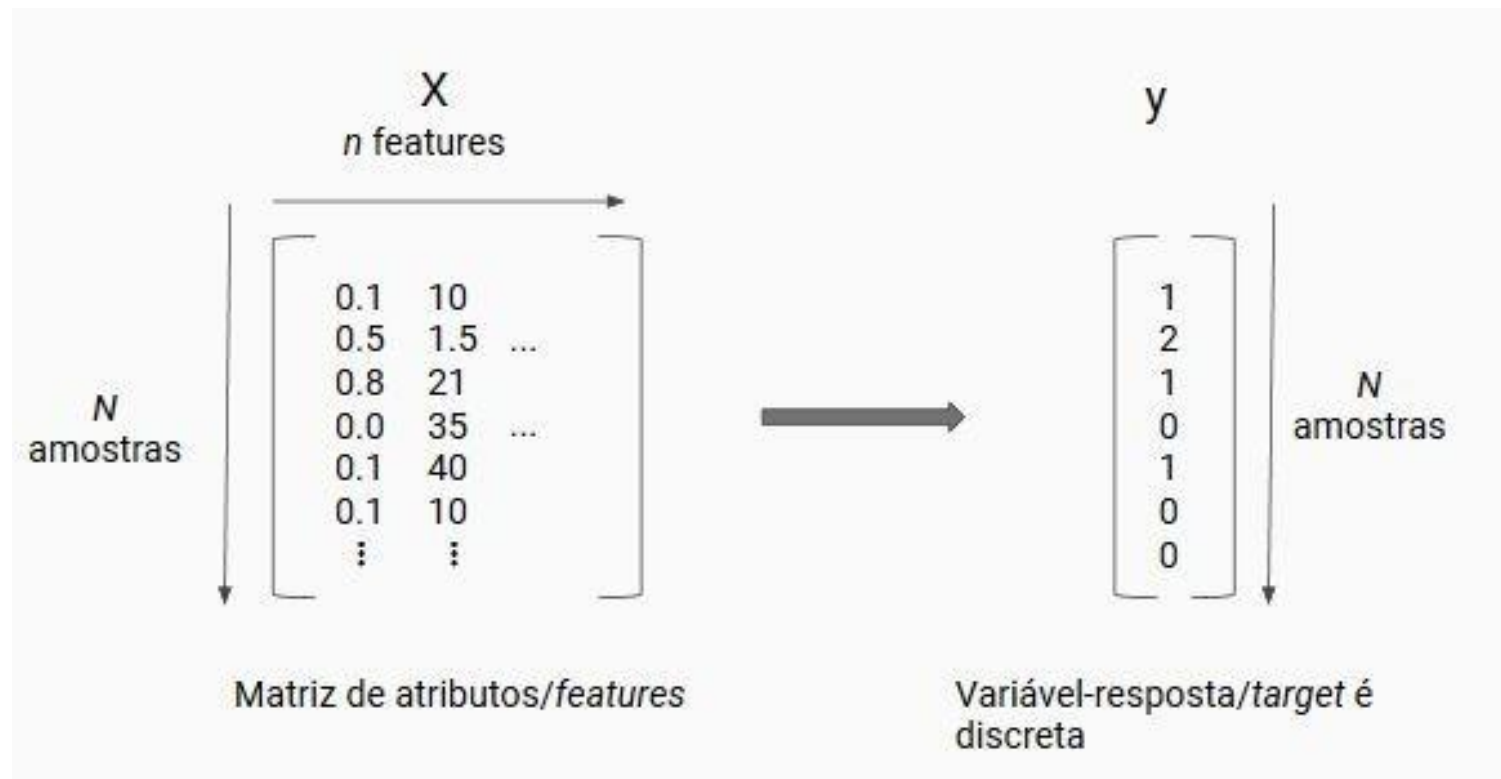 X
n features
N
amostras
0.1 10
0.5 1.5 ...
0.8 21
0.0 35 ...
0.1 40
0.1 10
⋮ ⋮
Matriz de atributos/features
y
1
2
1
0
1
0
0
N
amostras
Variável-resposta/target é
discreta